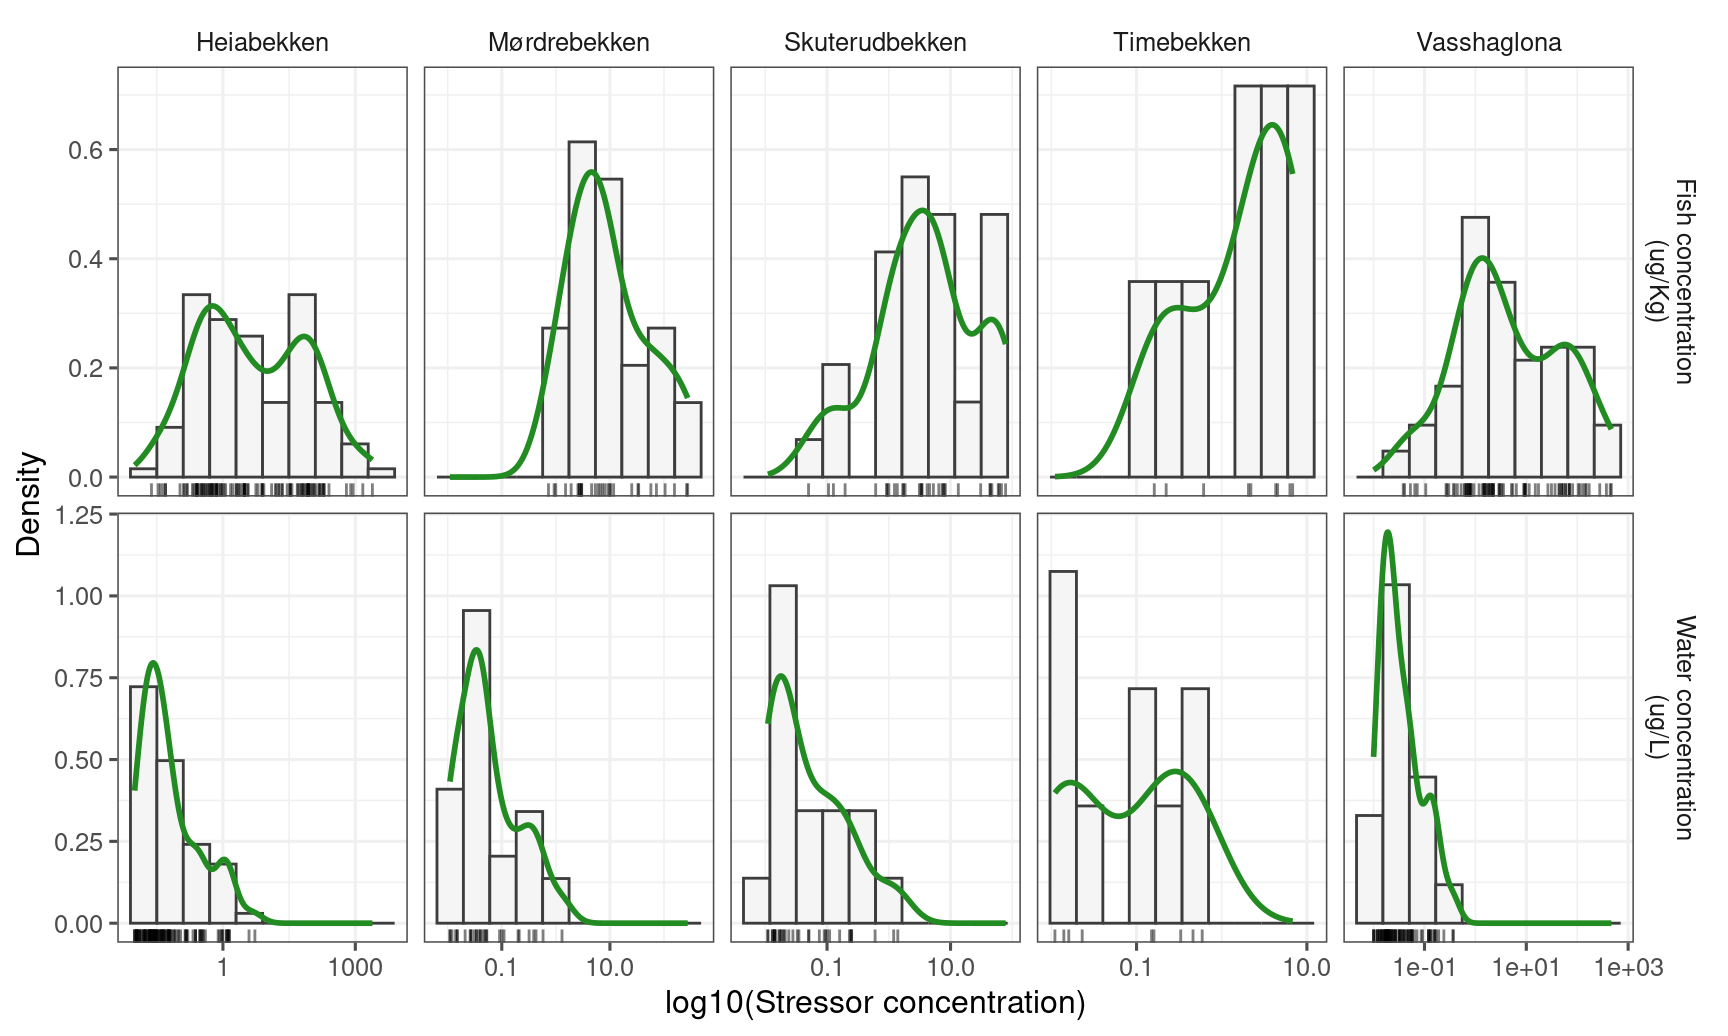 Heiabekken Mørdrebekken Skuterudbekken Timebekken Vasshaglona
Density
0.6
0.4
0.2
0.0
Fish concentration
(ug/Kg)
1.25
1.00
0.75
0.50
0.25
0.00
Water concentration
(ug/L)
1 1000 0.1 10.0 0.1 10.0 0.1 10.0 1e-01 1e+01 1e+03
log10(Stressor concentration)